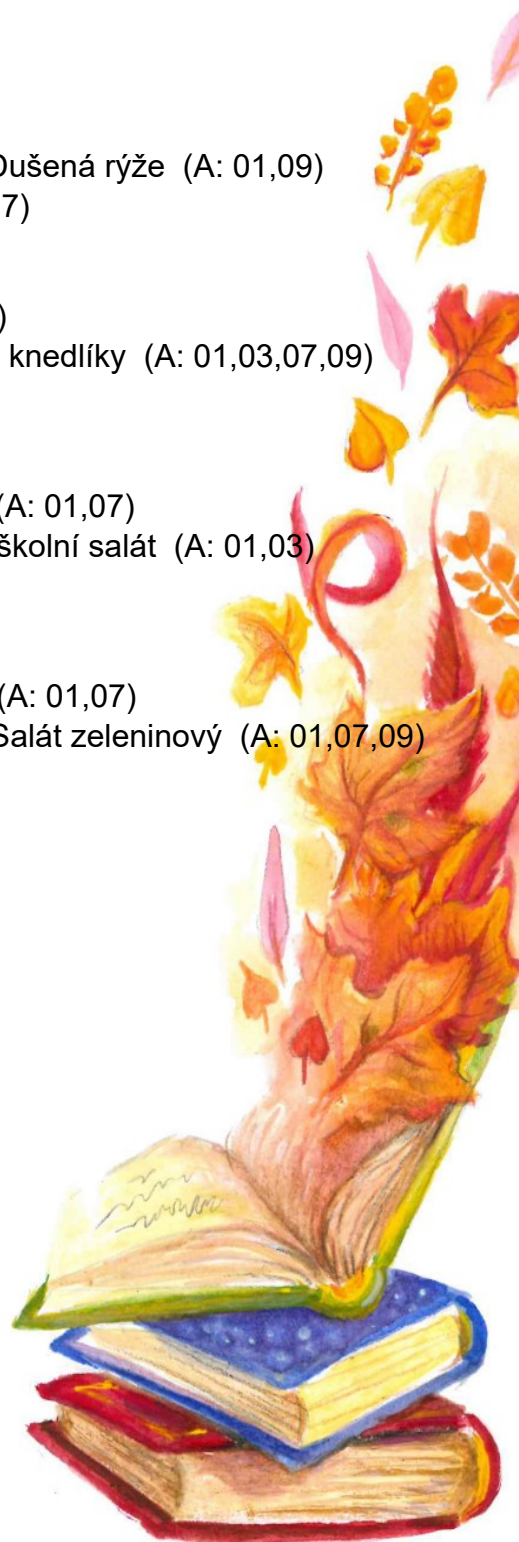 Dušená rýže (A: 01,09)
7)
)
knedlíky (A: 01,03,07,09)
(A: 01,07)
školní salát (A: 01,03)
(A: 01,07)
Salát zeleninový (A: 01,07,09)